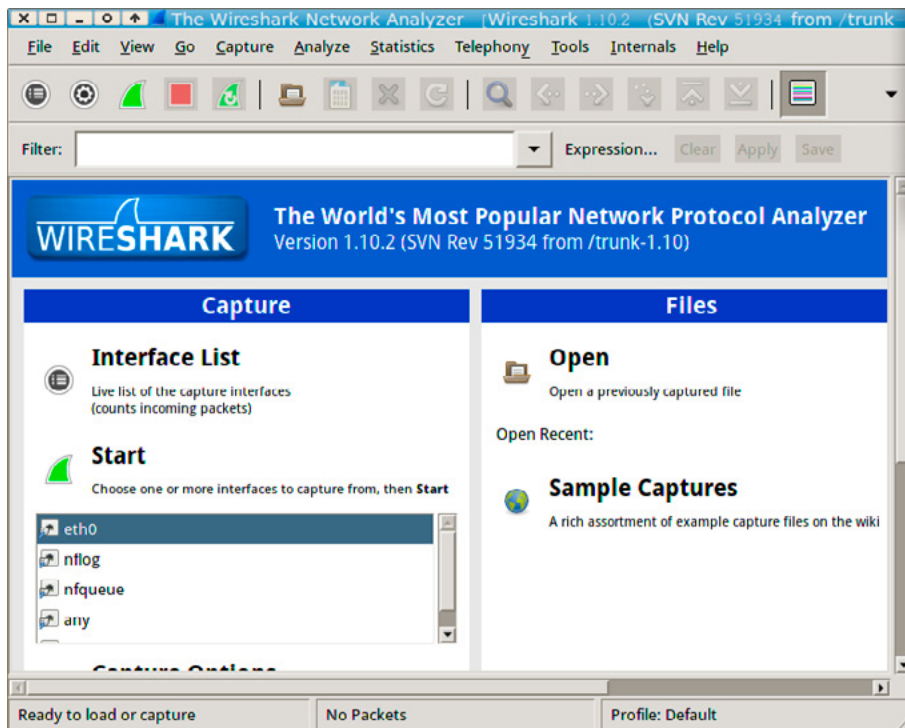 The Wireshark Network Analyzer [Wireshark 1.10.2 (SVN Rev 51934 from /trunk
File Edit View Go Capture Analyze Statistics Telephony Tools Internals Help
Filter: Expression... Clear Apply Save
WIRESHARK
The World's Most Popular Network Protocol Analyzer
Version 1.10.2 (SVN Rev 51934 from /trunk-1.10)
Capture
Interface List
Live list of the capture interfaces
(counts incoming packets)
Start
Choose one or more interfaces to capture from, then Start
eth0
nflog
nfqueue
any
Capture Options
Files
Open
Open a previously captured file
Open Recent:
Sample Captures
A rich assortment of example capture files on the wiki
Ready to load or capture No Packets Profile: Default